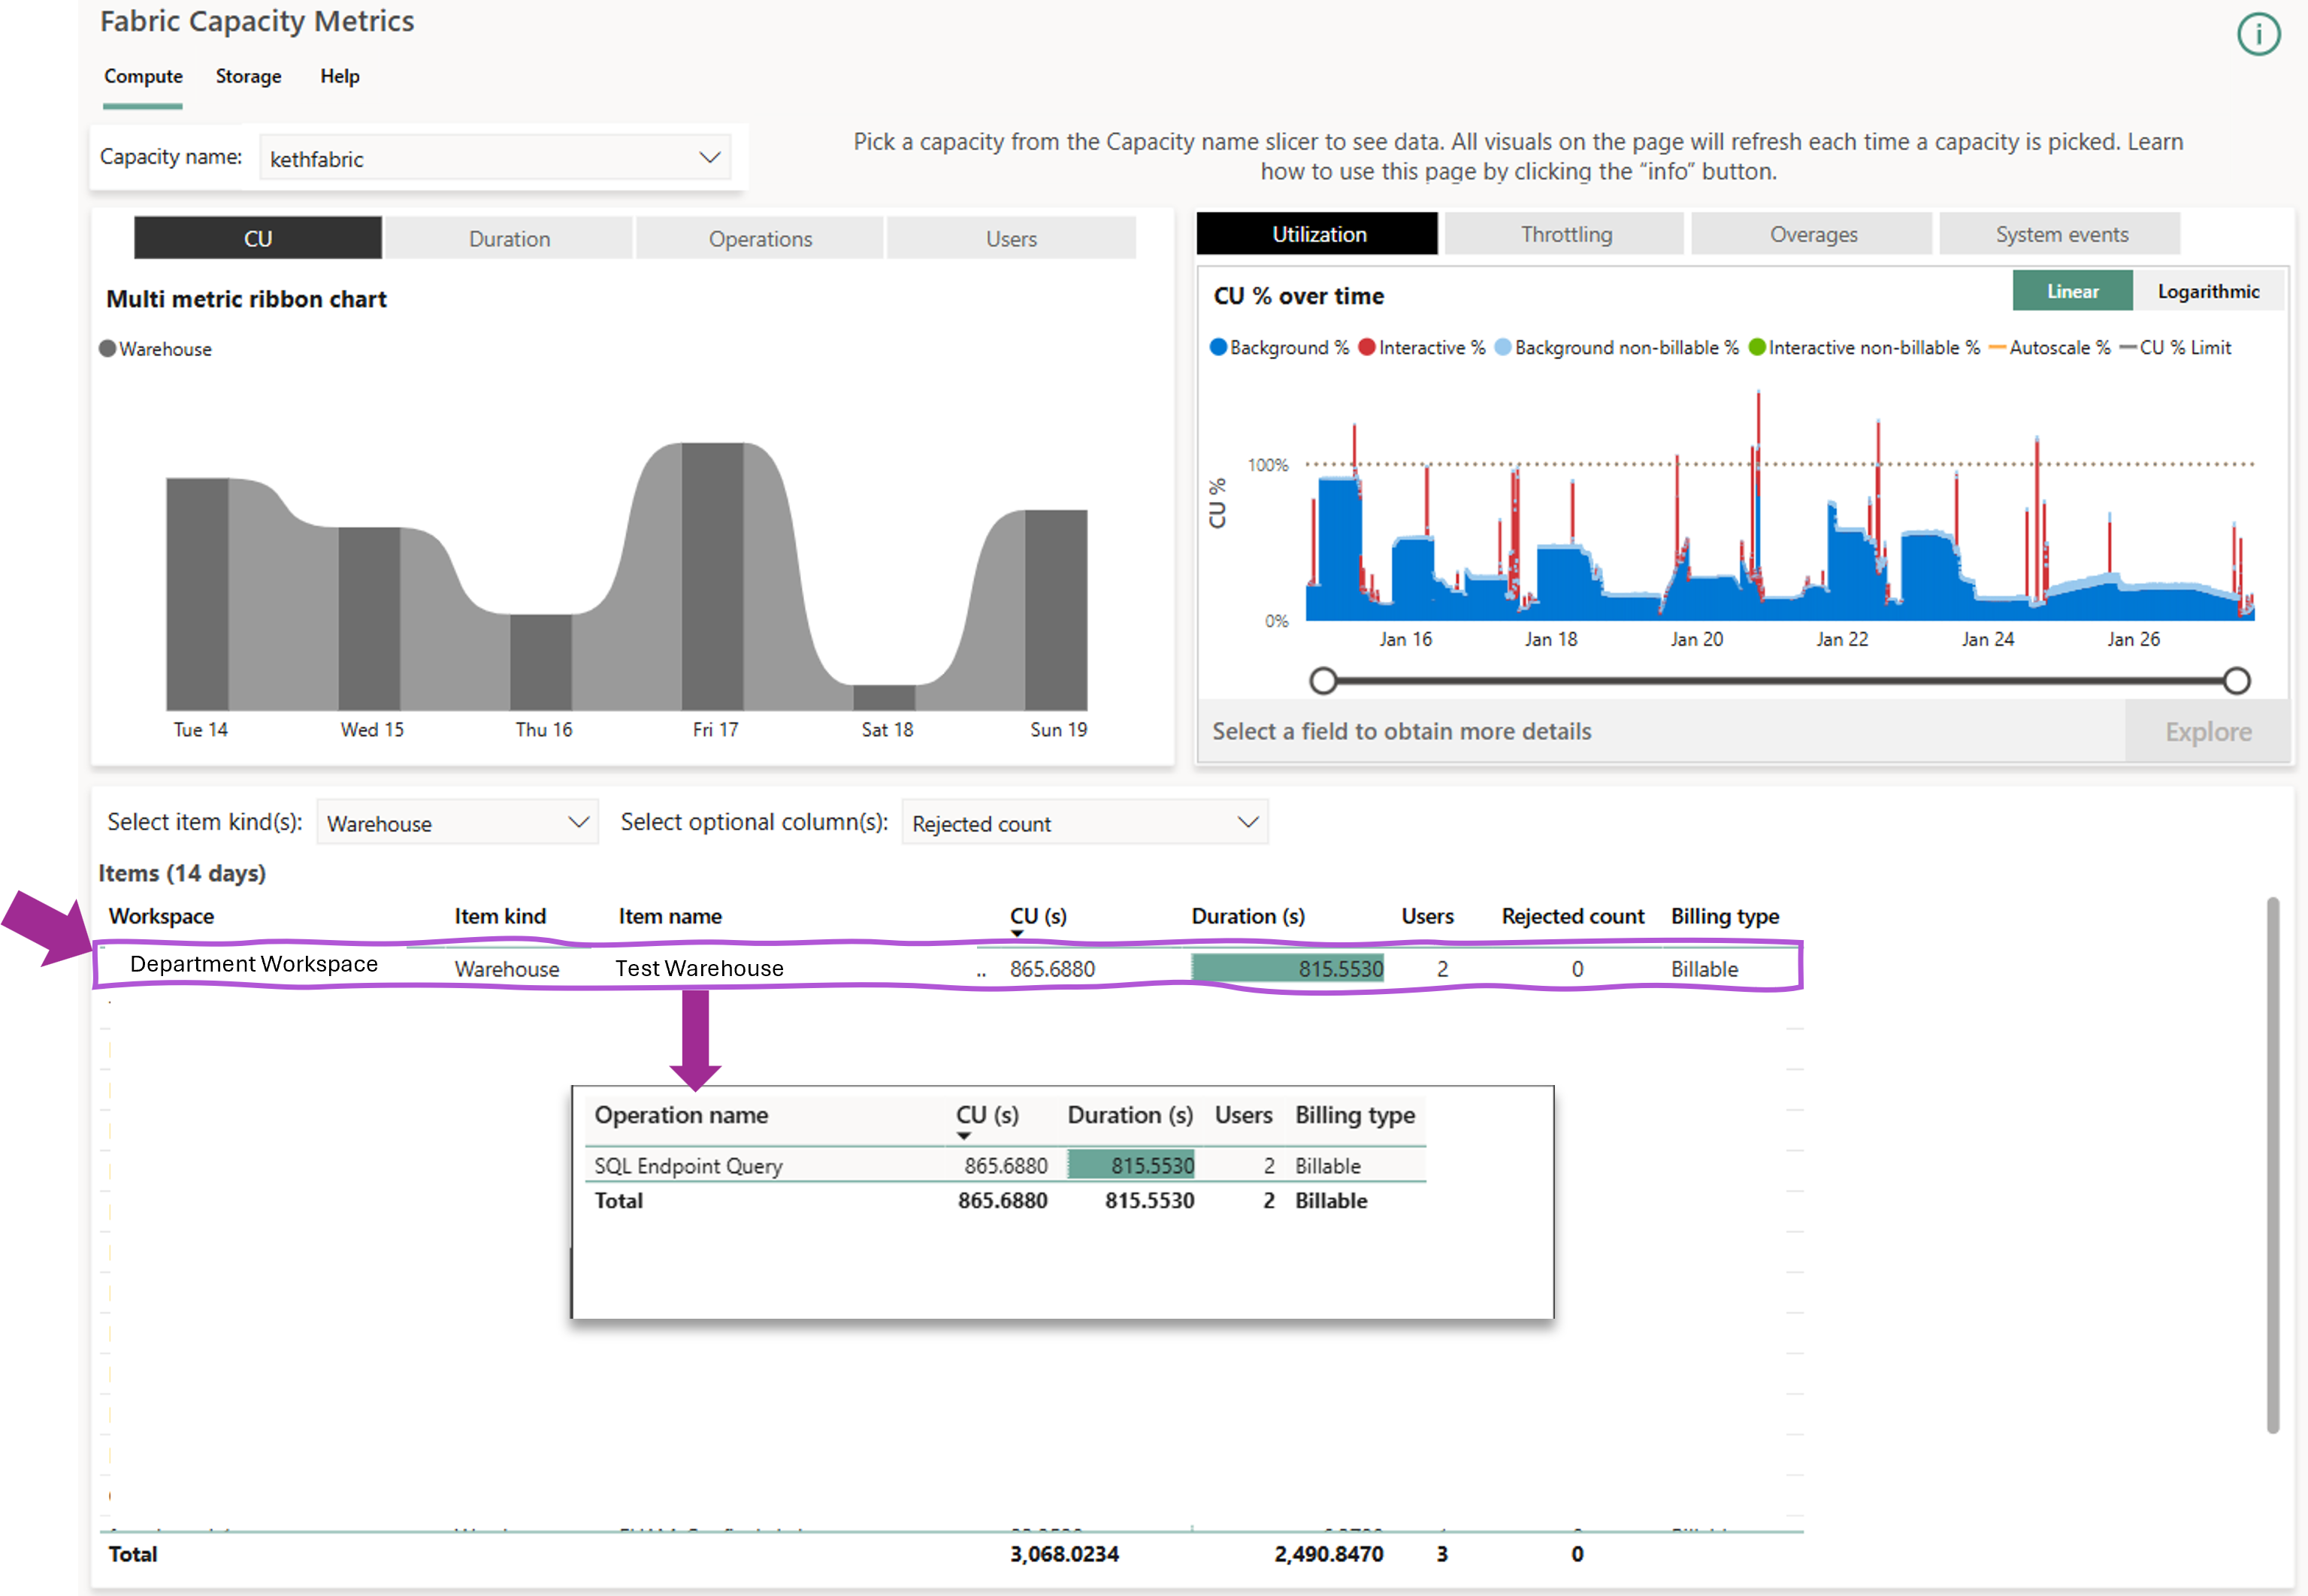 Fabric Capacity Metrics
Compute Storage Help
Capacity name: kethfabric
Pick a capacity from the Capacity name slicer to see data. All visuals on the page will refresh each time a capacity is picked. Learn
how to use this page by clicking the “info” button.
CU Duration Operations Users
Multi metric ribbon chart
Warehouse
Tue 14 Wed 15 Thu 16 Fri 17 Sat 18 Sun 19
Utilization Throttling Overages System events
CU % over time
Linear Logarithmic
Background % Interactive % Background non-billable % Interactive non-billable % Autoscale % CU % Limit
CU %
100%
0%
Jan 16 Jan 18 Jan 20 Jan 22 Jan 24 Jan 26
Select a field to obtain more details Explore
Select item kind(s): Warehouse Select optional column(s): Rejected count
Items (14 days)
Workspace Item kind Item name CU (s) Duration (s) Users Rejected count Billing type
Department Workspace Warehouse Test Warehouse .. 865.6880 815.5530 2 0 Billable
Operation name CU (s) Duration (s) Users Billing type
SQL Endpoint Query 865.6880 815.5530 2 Billable
Total 865.6880 815.5530 2 Billable
Total 3,068.0234 2,490.8470 3 0